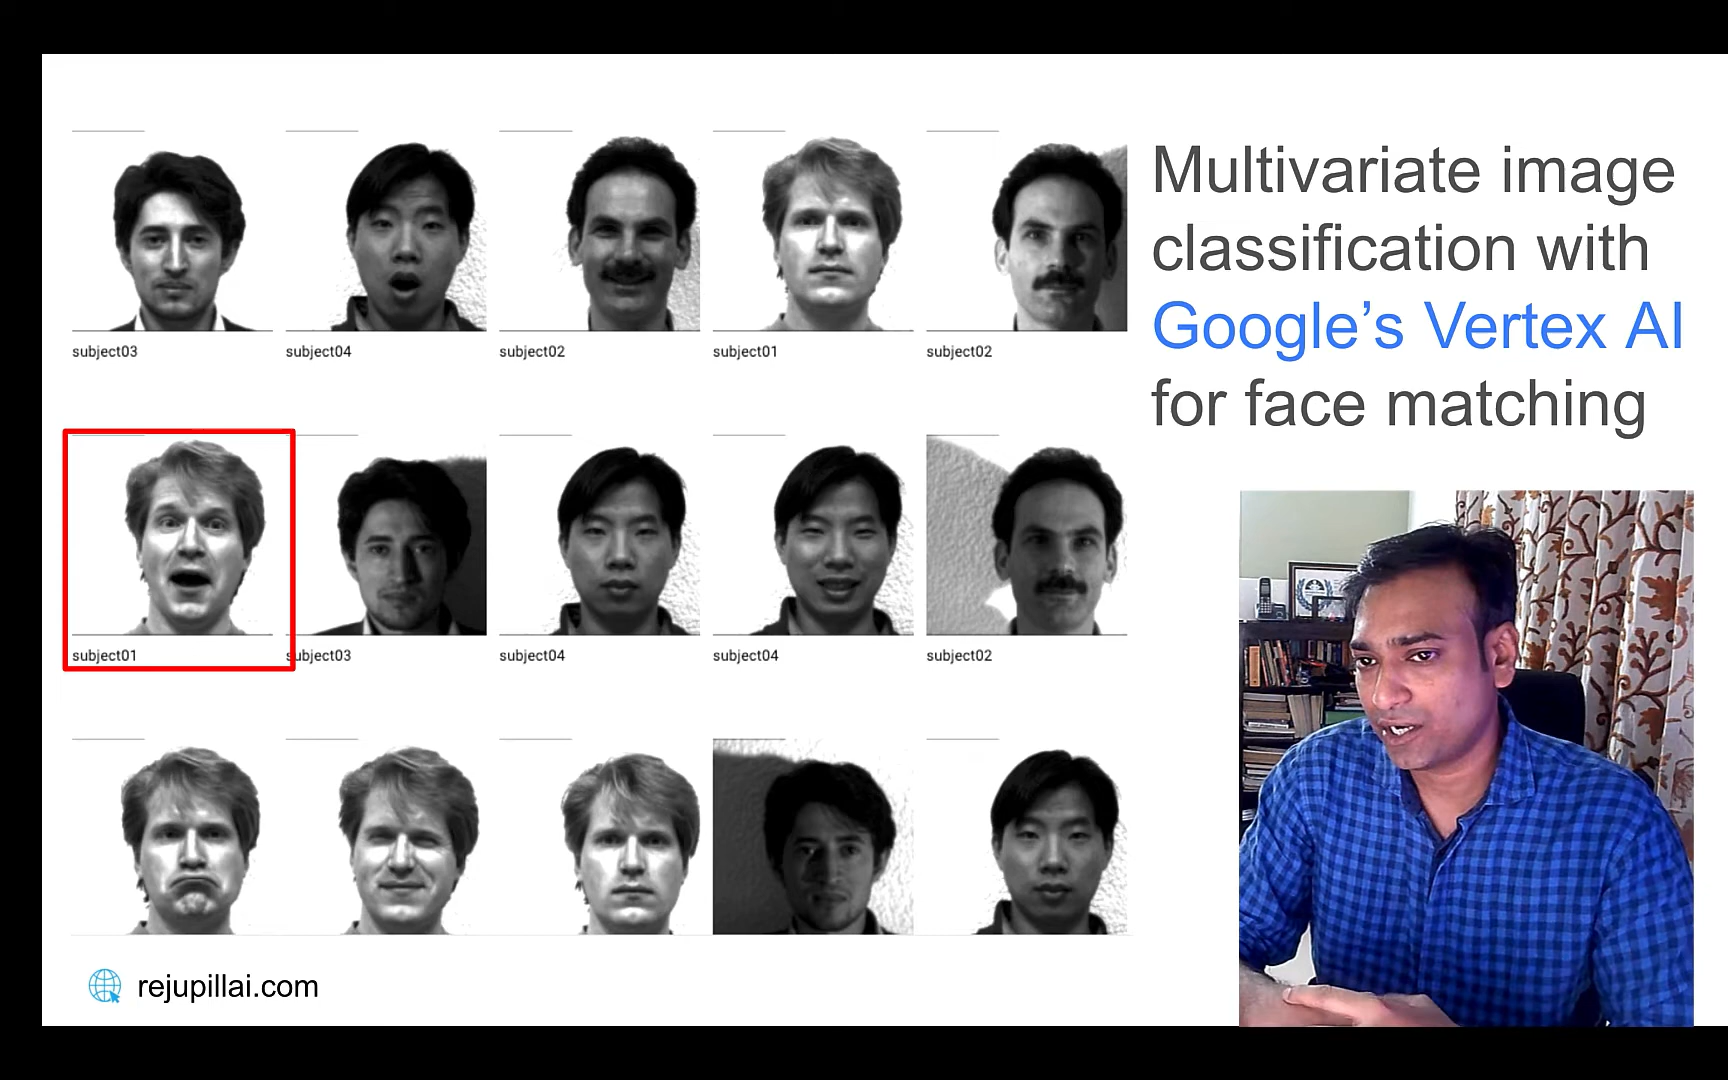 Multivariate image
classification with
Google's Vertex AI
for face matching
subject03
subject04
subject02
subject01
subject02
subject01
subject03
subject04
subject04
subject02
rejupillai.com